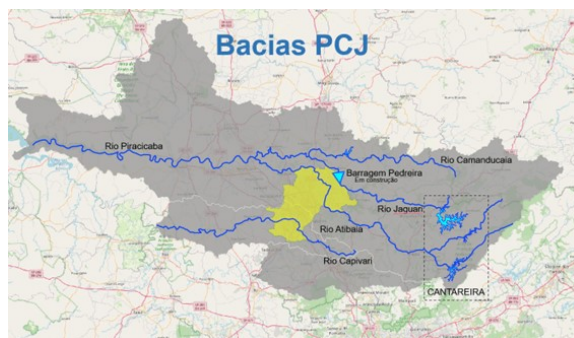 Bacias PCJ
Rio Piracicaba
Rio Camanducaia
Barragem Pedreira
Em construção
Rio Jaguari
Rio Atibaia
Rio Capivari
CANTAREIRA